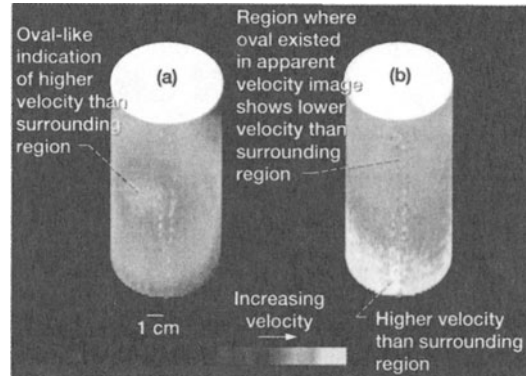 Oval-like
indication
of higher
velocity than
surrounding
region
(a)
Region where
oval existed
in apparent
velocity image
shows lower
velocity than
surrounding
region
(b)
1 cm
Increasing
velocity
Higher velocity
than surrounding
region